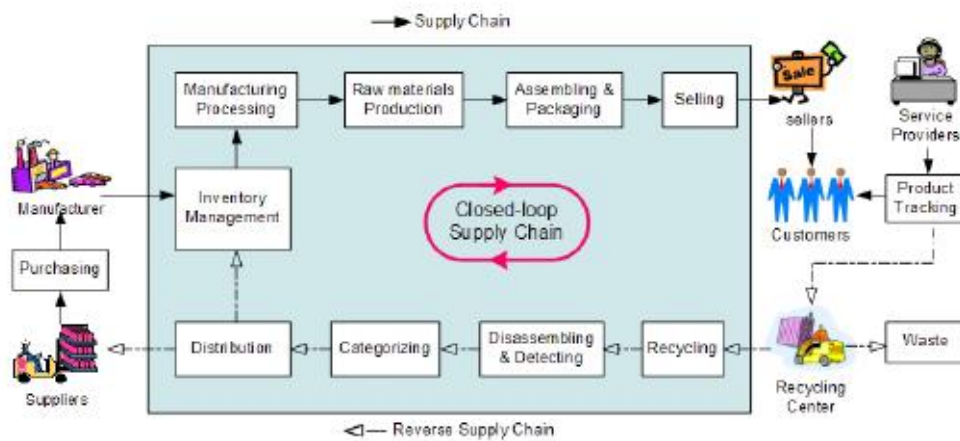 Supply Chain
Manufacturing
Processing
Raw materials
Production
Assembling &
Packaging
Selling
Sale
sellers
Service
Providers
Manufacturer
Inventory
Management
Closed-loop
Supply Chain
Customers
Product
Tracking
Purchasing
Suppliers
Distribution
Categorizing
Disassembling
& Detecting
Recycling
Recycling
Center
Waste
Reverse Supply Chain